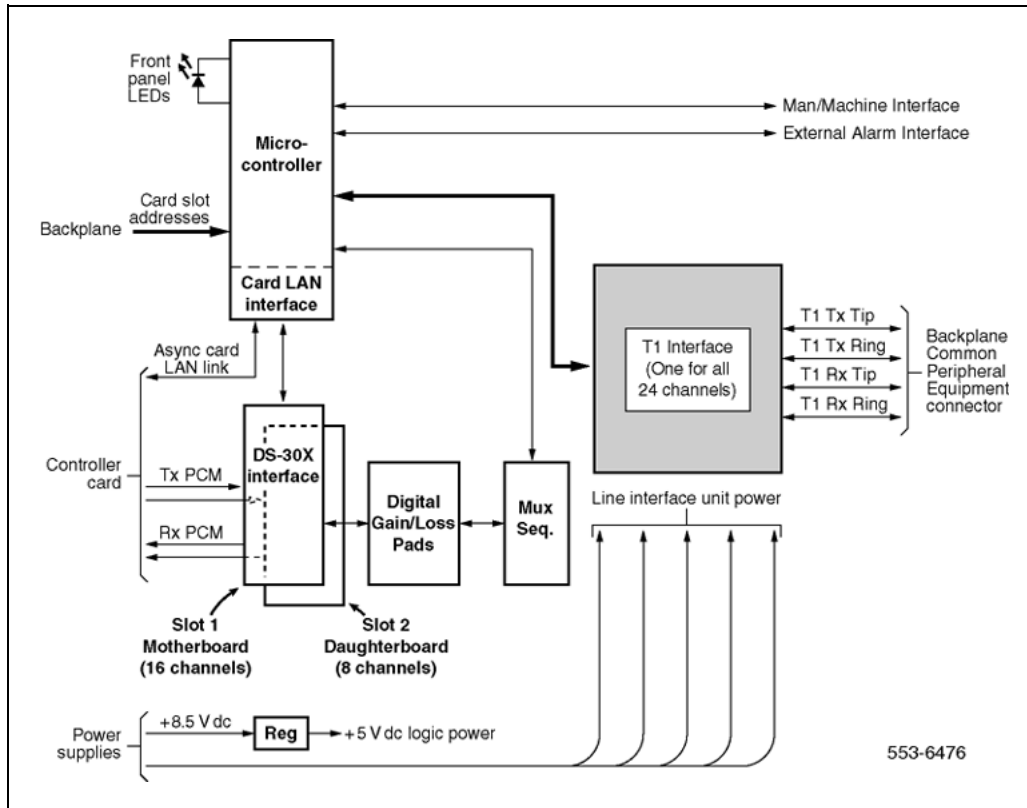 Front
panel
LEDs
Micro-
controller
Man/Machine Interface
External Alarm Interface
Card slot
addresses
Backplane
Card LAN
interface
T1 Interface
(One for all
24 channels)
T1 Tx Tip
T1 Tx Ring
T1 Rx Tip
T1 Rx Ring
Backplane
Common
Peripheral
Equipment
connector
Async card
LAN link
Controller
card
Tx PCM
Rx PCM
DS-30X
interface
Digital
Gain/Loss
Pads
Mux
Seq.
Line interface unit power
Slot 1
Motherboard
(16 channels)
Slot 2
Daughterboard
(8 channels)
Power
supplies
+8.5 V dc
Reg
+5 V dc logic power
553-6476